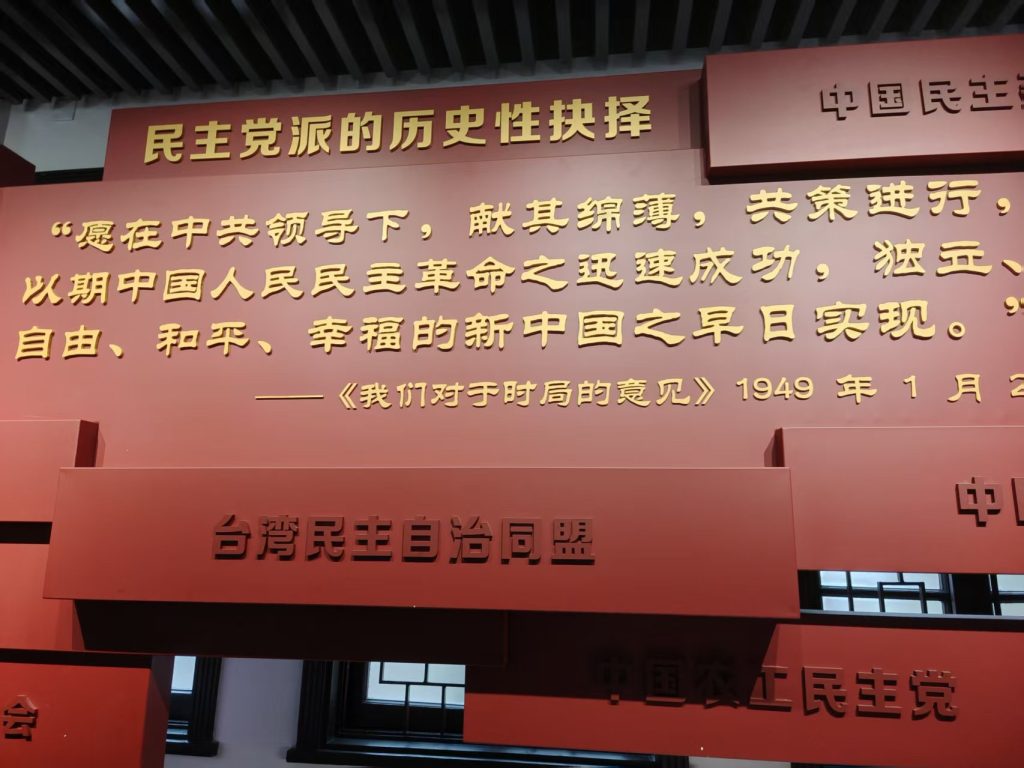 民主党派的历史性抉择
中国民主
“愿在中共领导下，献其绵薄，共策进行，
以期中国人民民主革命之迅速成功，独立、
自由、和平、幸福的新中国之早日实现。”
——《我们对于时局的意见》1949 年 1 月 2
台湾民主自治同盟
中
中国农工民主党
会